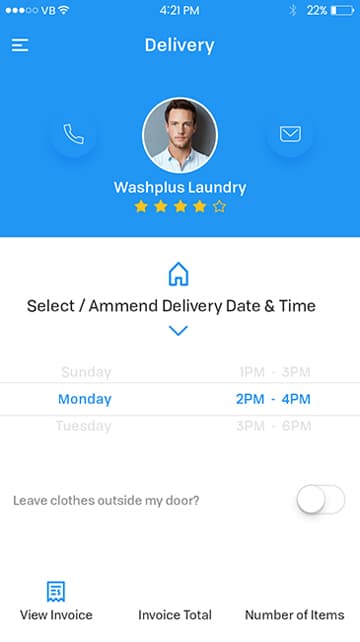 VB 4:21 PM 22%
Delivery
Washplus Laundry
Select / Ammend Delivery Date & Time
Sunday 1PM - 3PM
Monday 2PM - 4PM
Tuesday 3PM - 6PM
Leave clothes outside my door?
View Invoice Invoice Total Number of Items